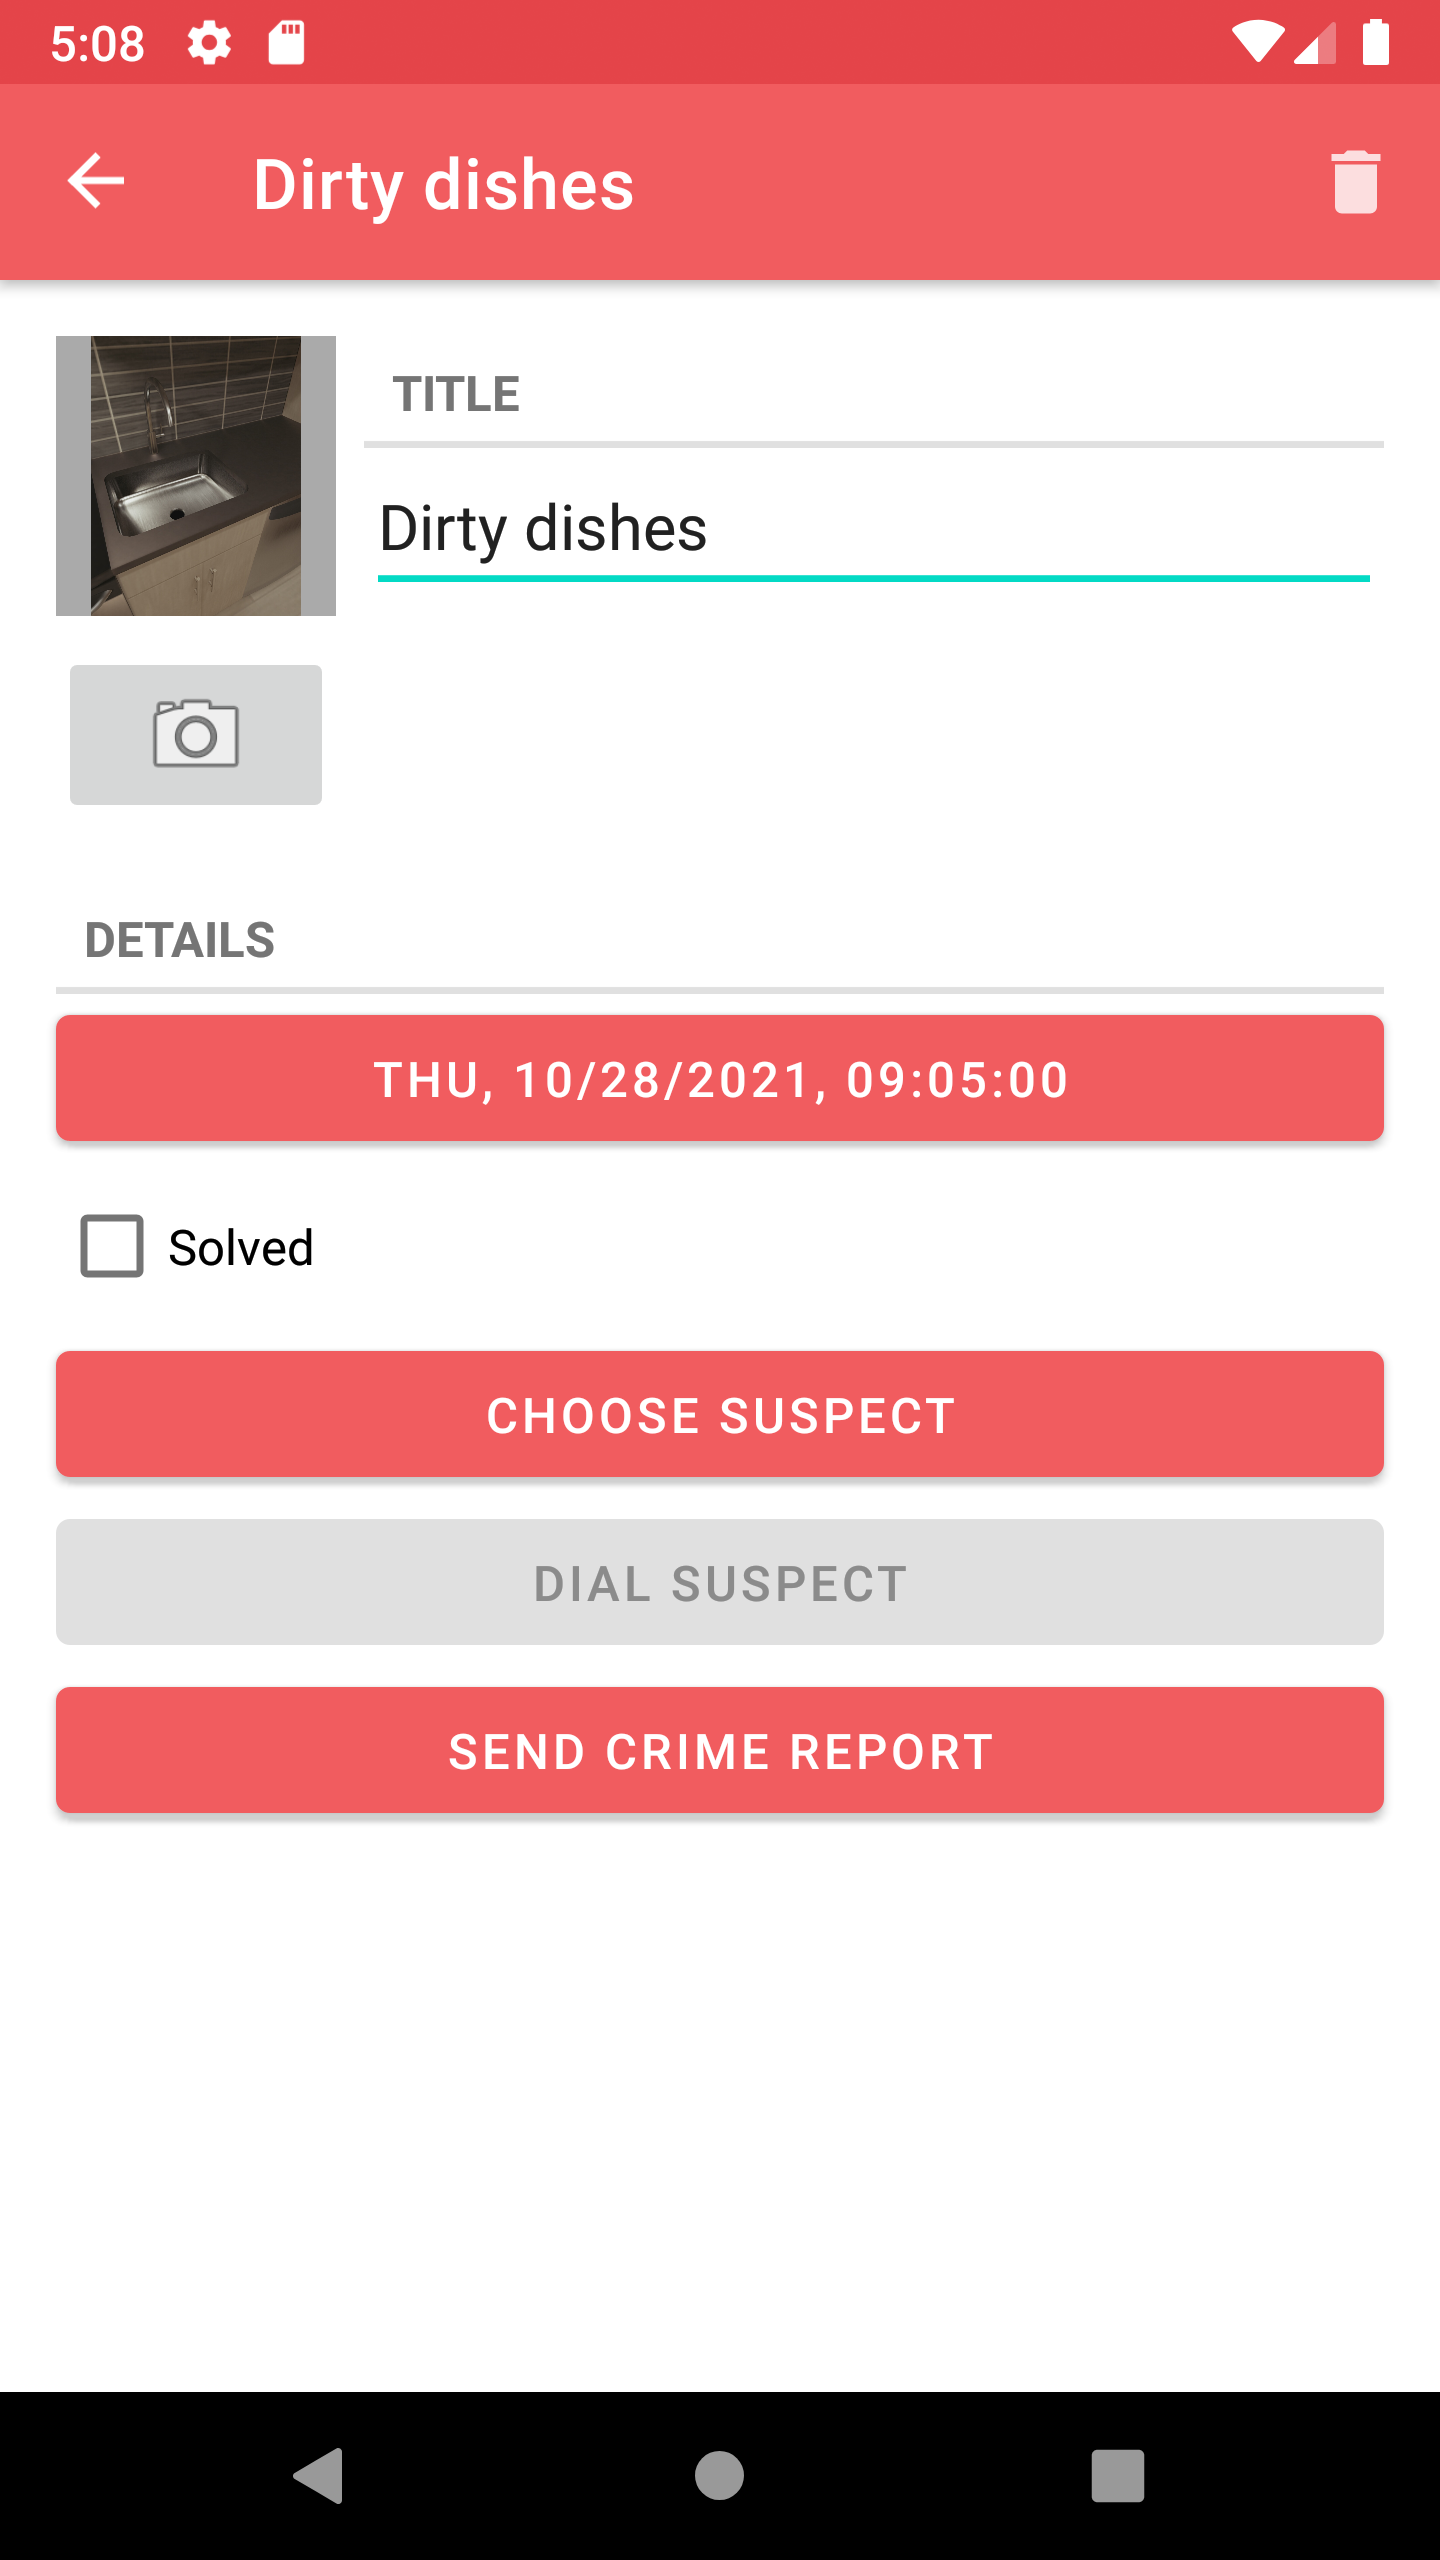 5:08
Dirty dishes
TITLE
Dirty dishes
DETAILS
THU, 10/28/2021, 09:05:00
Solved
CHOOSE SUSPECT
DIAL SUSPECT
SEND CRIME REPORT